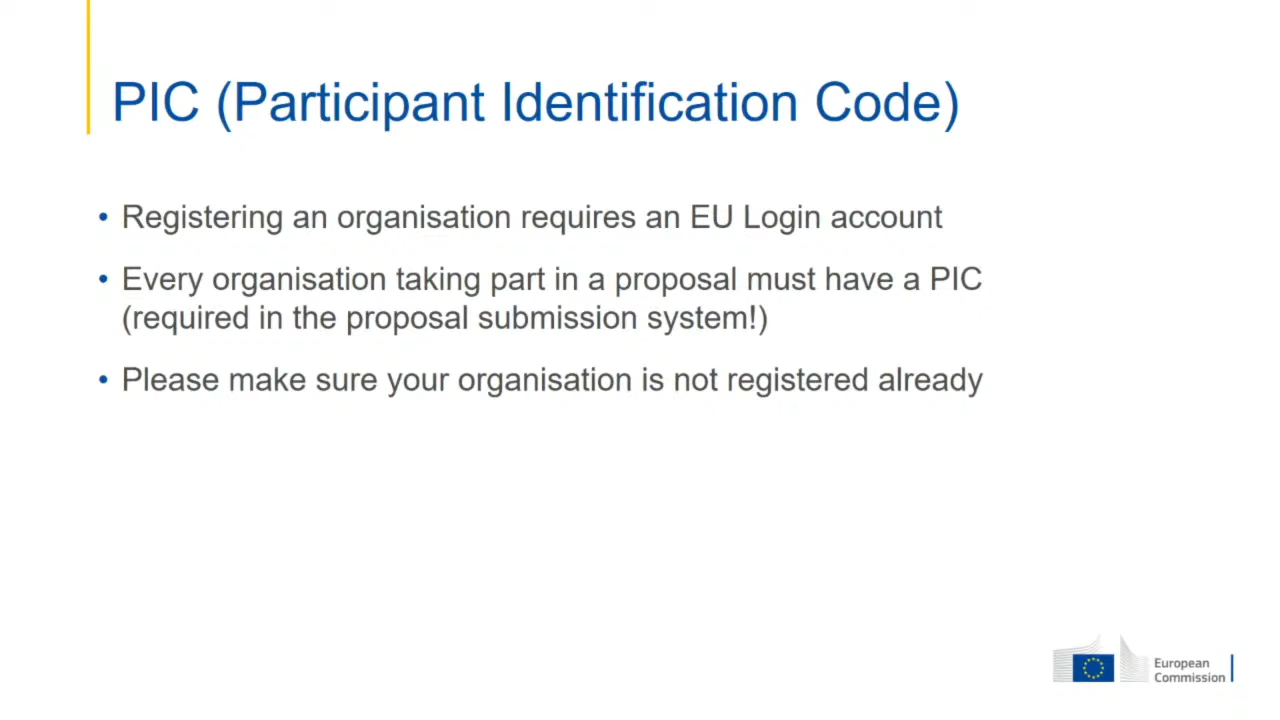 PIC (Participant Identification Code)
• Registering an organisation requires an EU Login account
• Every organisation taking part in a proposal must have a PIC
(required in the proposal submission system!)
• Please make sure your organisation is not registered already
European
Commission